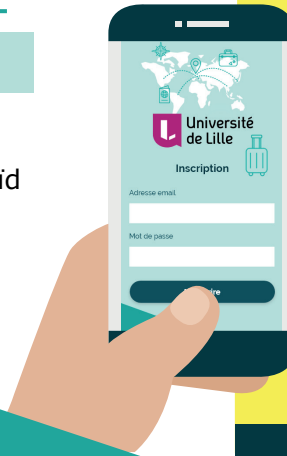 Université
de Lille
Inscription
Adresse email
Mot de passe